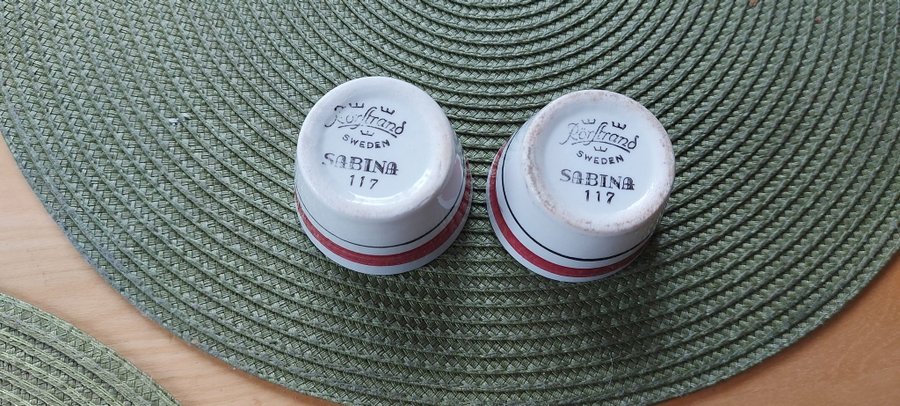 Rörstrand
SWEDEN
SABINA
117
Rörstrand
SWEDEN
SABINA
117